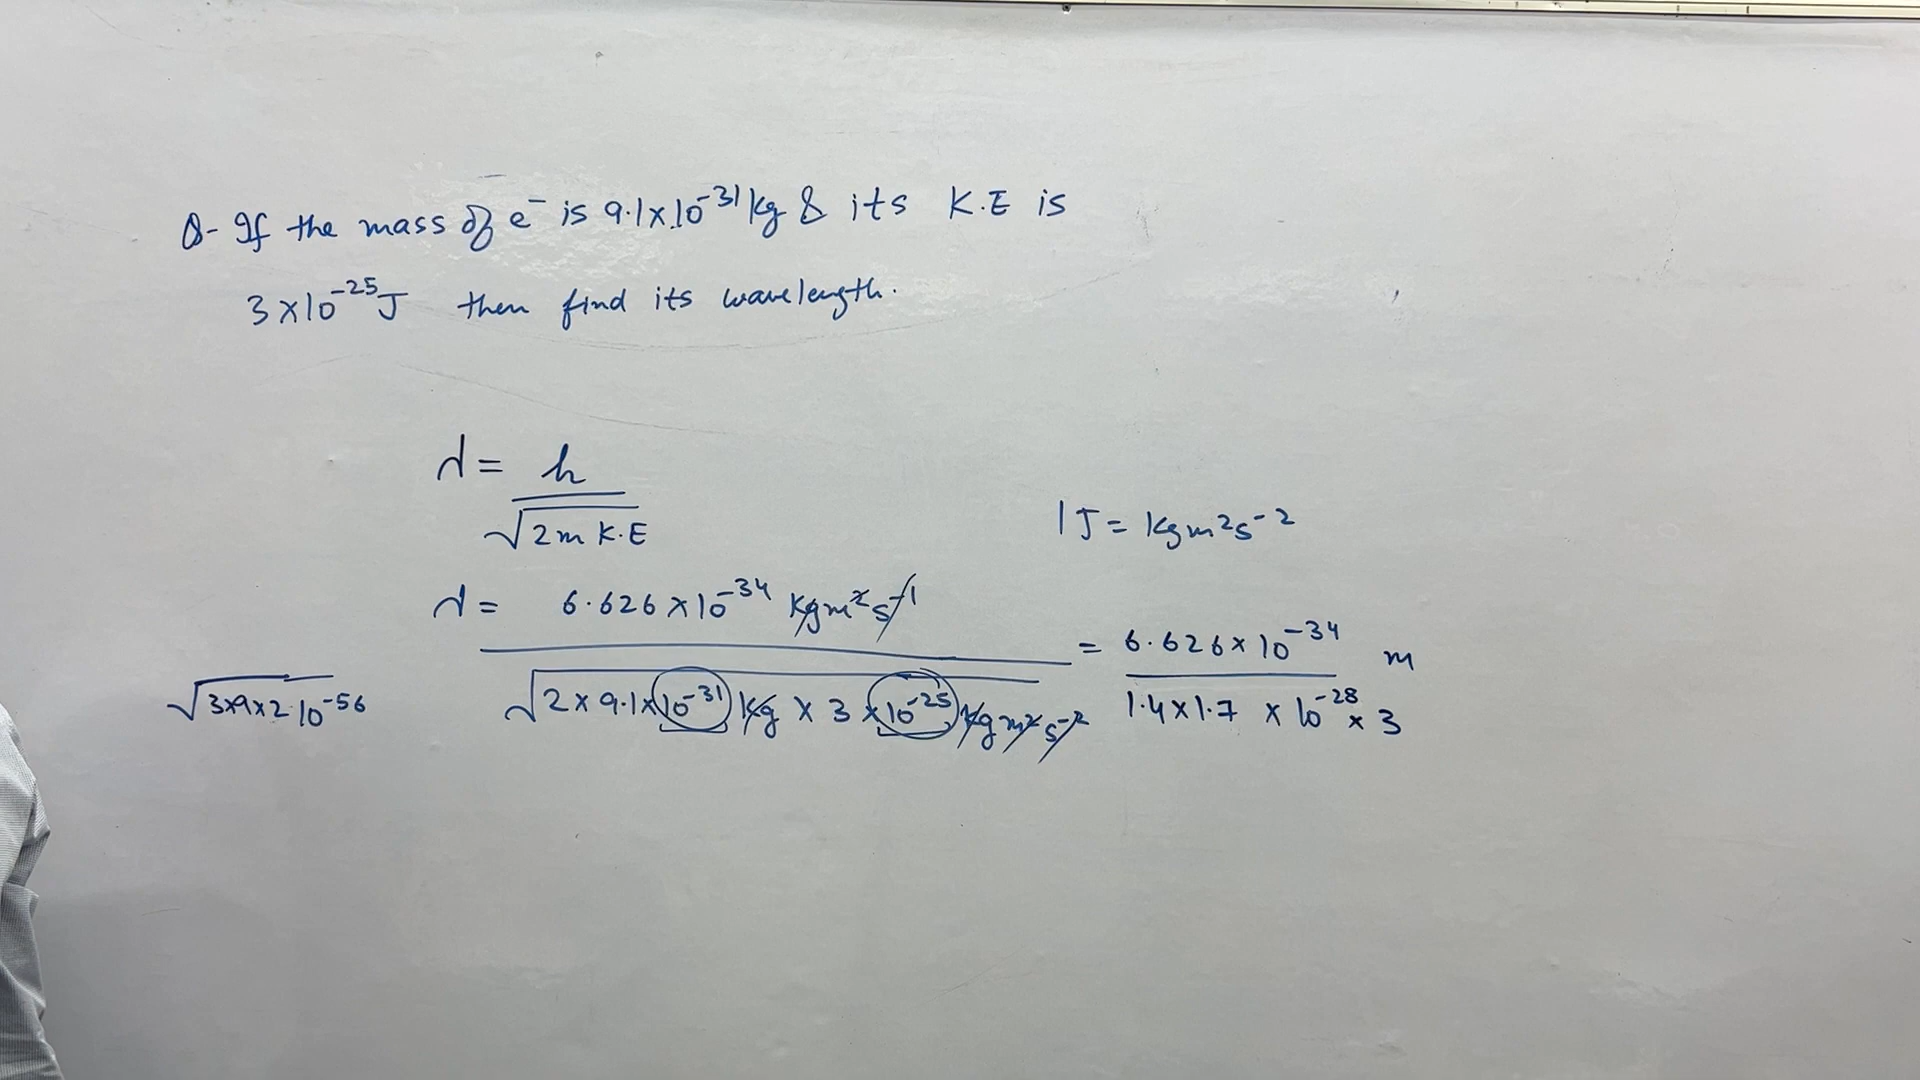 Q- If the mass of e⁻ is 9.1×10⁻³¹ kg & its K.E is
3×10⁻²⁵ J then find its wavelength.
λ = h / √2m K.E
1 J = kgm²s⁻²
λ = 6.626×10⁻³⁴ kgm²s⁻¹ / √2×9.1×10⁻³¹ kg × 3×10⁻²⁵ kgm²s⁻² = 6.626×10⁻³⁴ / 1.4×1.7 ×10⁻²⁸ × 3 m
√3×9×2·10⁻⁵⁶